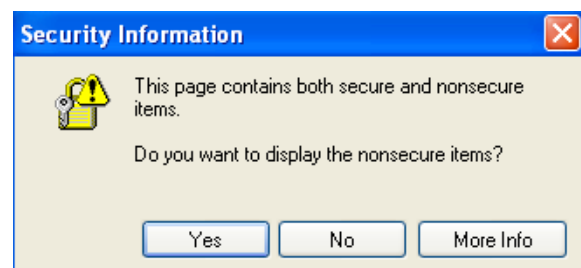 Security Information
This page contains both secure and nonsecure
items.
Do you want to display the nonsecure items?
Yes No More Info